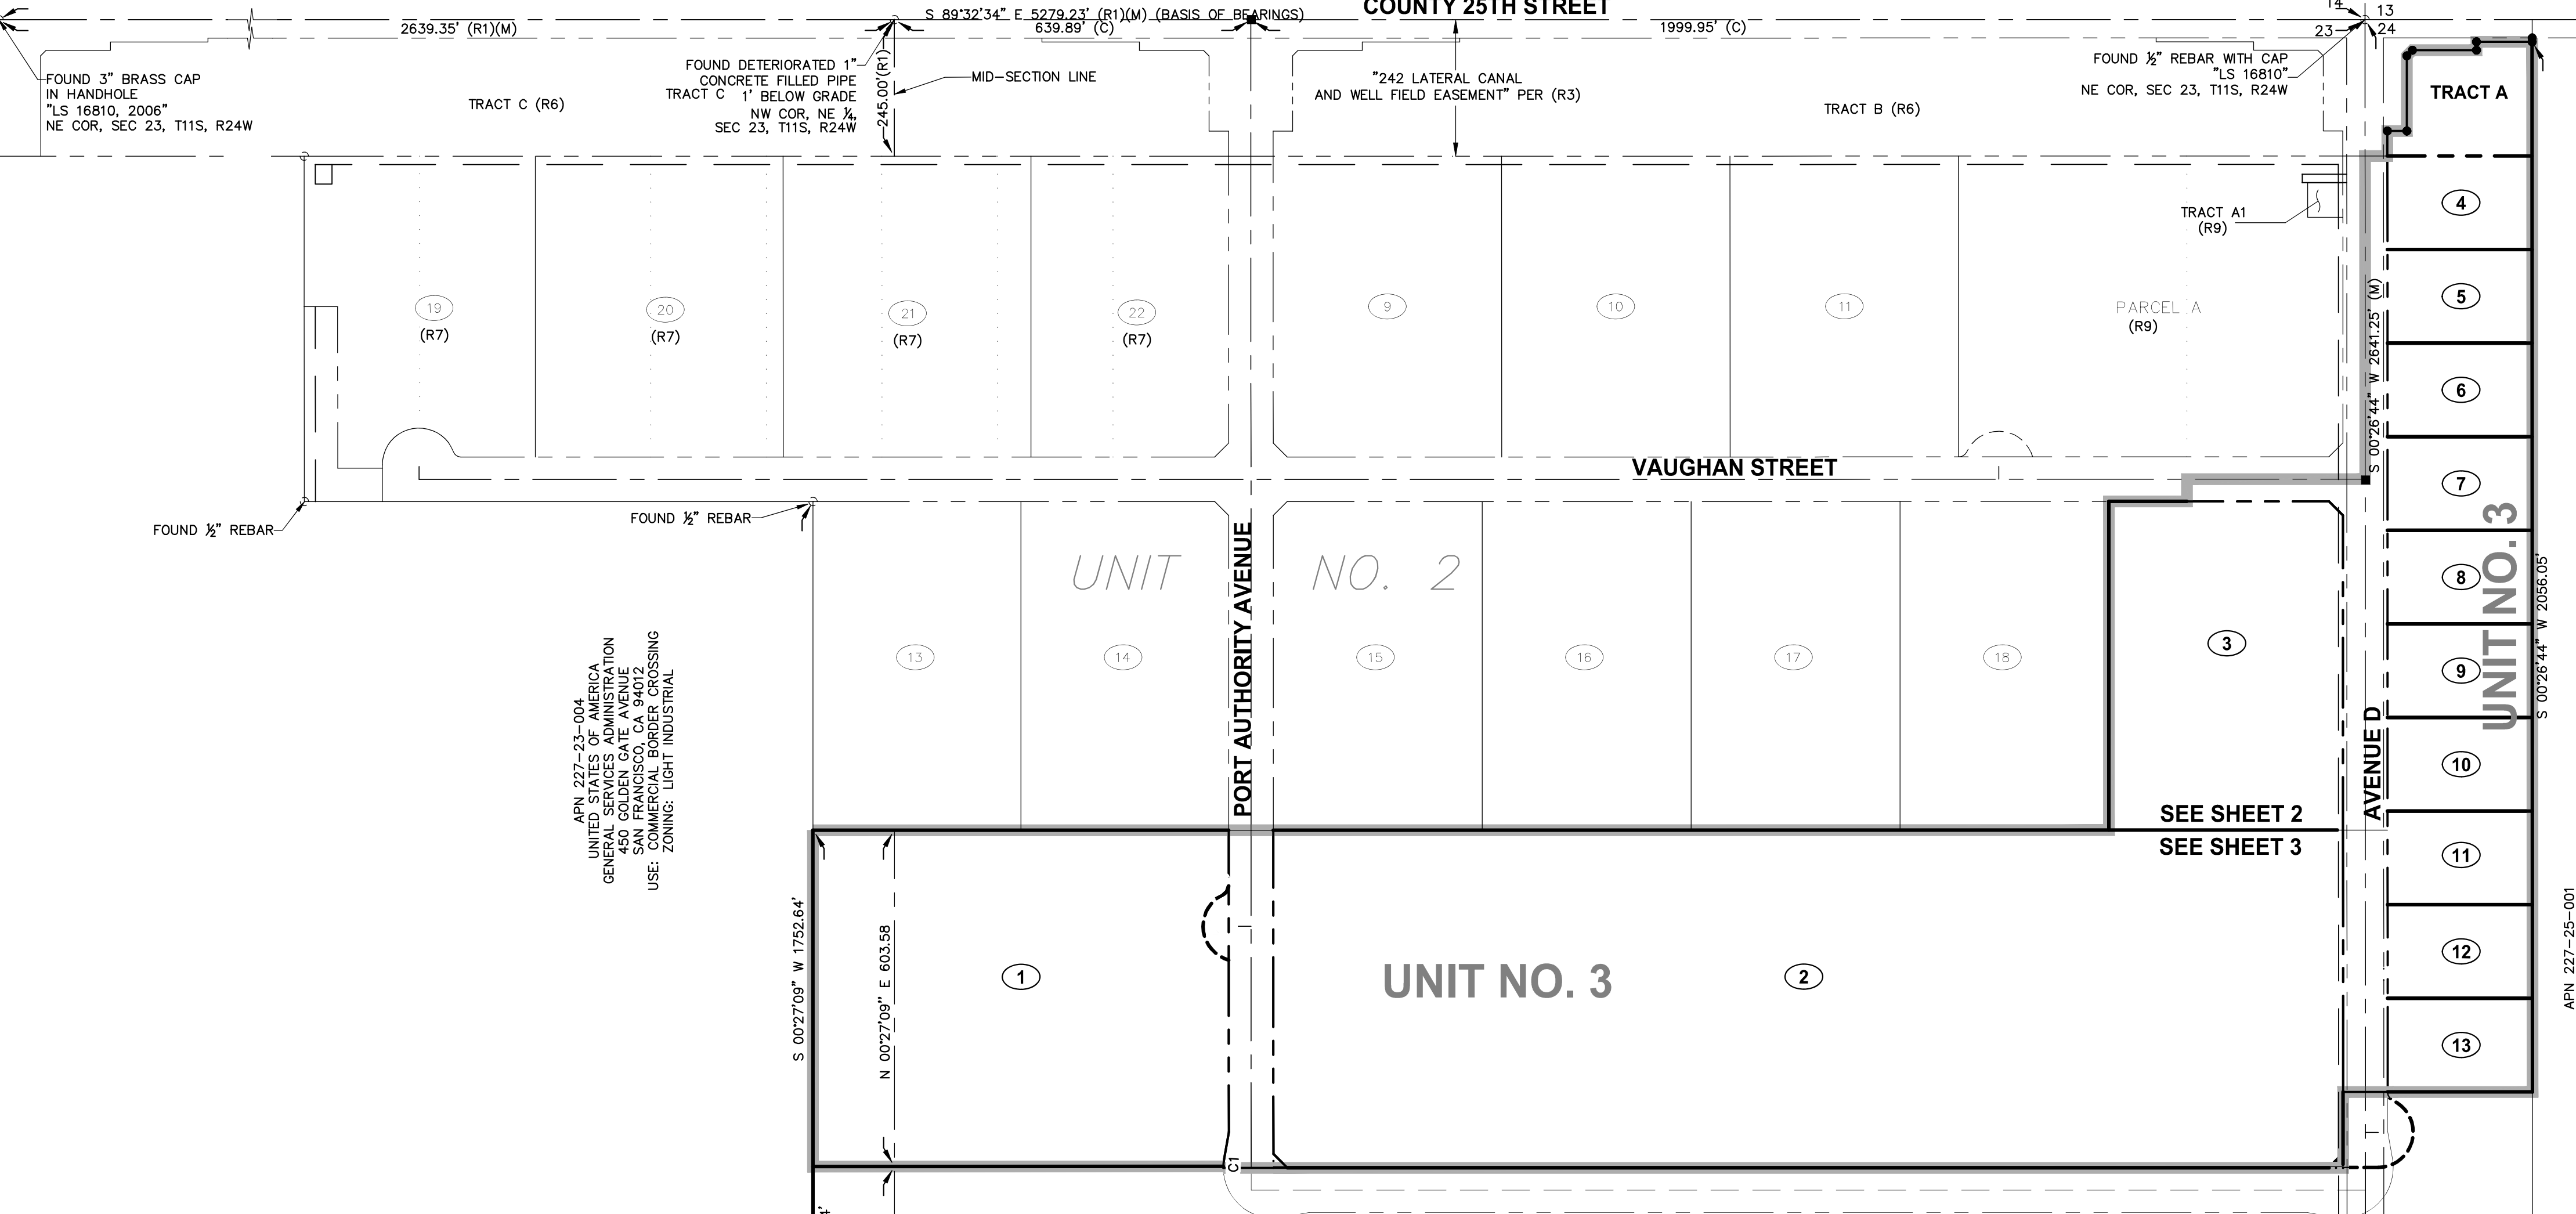 COUNTY 25TH STREET
S 89°32'34" E 5279.23' (R1)(M) (BASIS OF BEARINGS)
2639.35' (R1)(M)
639.89' (C)
1999.95' (C)
14
13
23
24
FOUND 3" BRASS CAP
IN HANDHOLE
"LS 16810, 2006"
NE COR, SEC 23, T11S, R24W
TRACT C (R6)
FOUND DETERIORATED 1"
CONCRETE FILLED PIPE
1' BELOW GRADE
NW COR, NE ¼,
SEC 23, T11S, R24W
TRACT C
245.00'(R1)
MID-SECTION LINE
"242 LATERAL CANAL
AND WELL FIELD EASEMENT" PER (R3)
TRACT B (R6)
FOUND ½" REBAR WITH CAP
"LS 16810"
NE COR, SEC 23, T11S, R24W
TRACT A
TRACT A1
(R9)
19
(R7)
20
(R7)
21
(R7)
22
(R7)
9
10
11
PARCEL A
(R9)
S 00°26'44" W 2641.25' (M)
4
5
6
7
8
9
10
11
12
13
UNIT NO. 3
S 00°26'44" W 2056.05'
APN 227-25-001
VAUGHAN STREET
FOUND ½" REBAR
FOUND ½" REBAR
UNIT NO. 2
PORT AUTHORITY AVENUE
13
14
15
16
17
18
3
AVENUE D
APN 227-23-004
UNITED STATES OF AMERICA
GENERAL SERVICES ADMINISTRATION
450 GOLDEN GATE AVENUE
SAN FRANCISCO, CA 94012
USE: COMMERCIAL BORDER CROSSING
ZONING: LIGHT INDUSTRIAL
SEE SHEET 2
SEE SHEET 3
S 00°27'09" W 1752.64'
N 00°27'09" E 603.58
1
UNIT NO. 3
2
C1